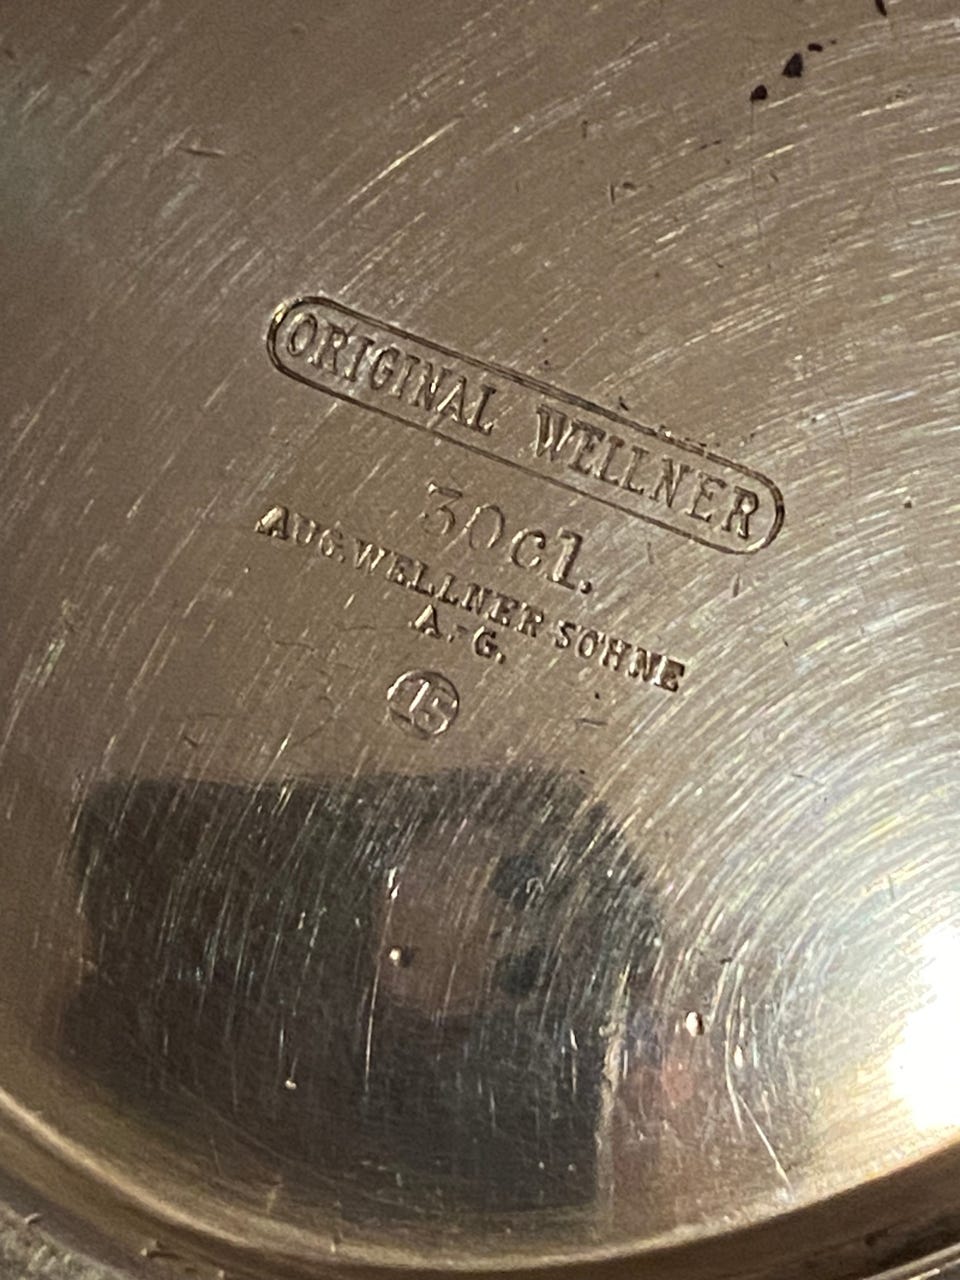 ORIGINAL WELLNER
30cl.
AUG. WELLNER SÖHNE
A.-G.
15